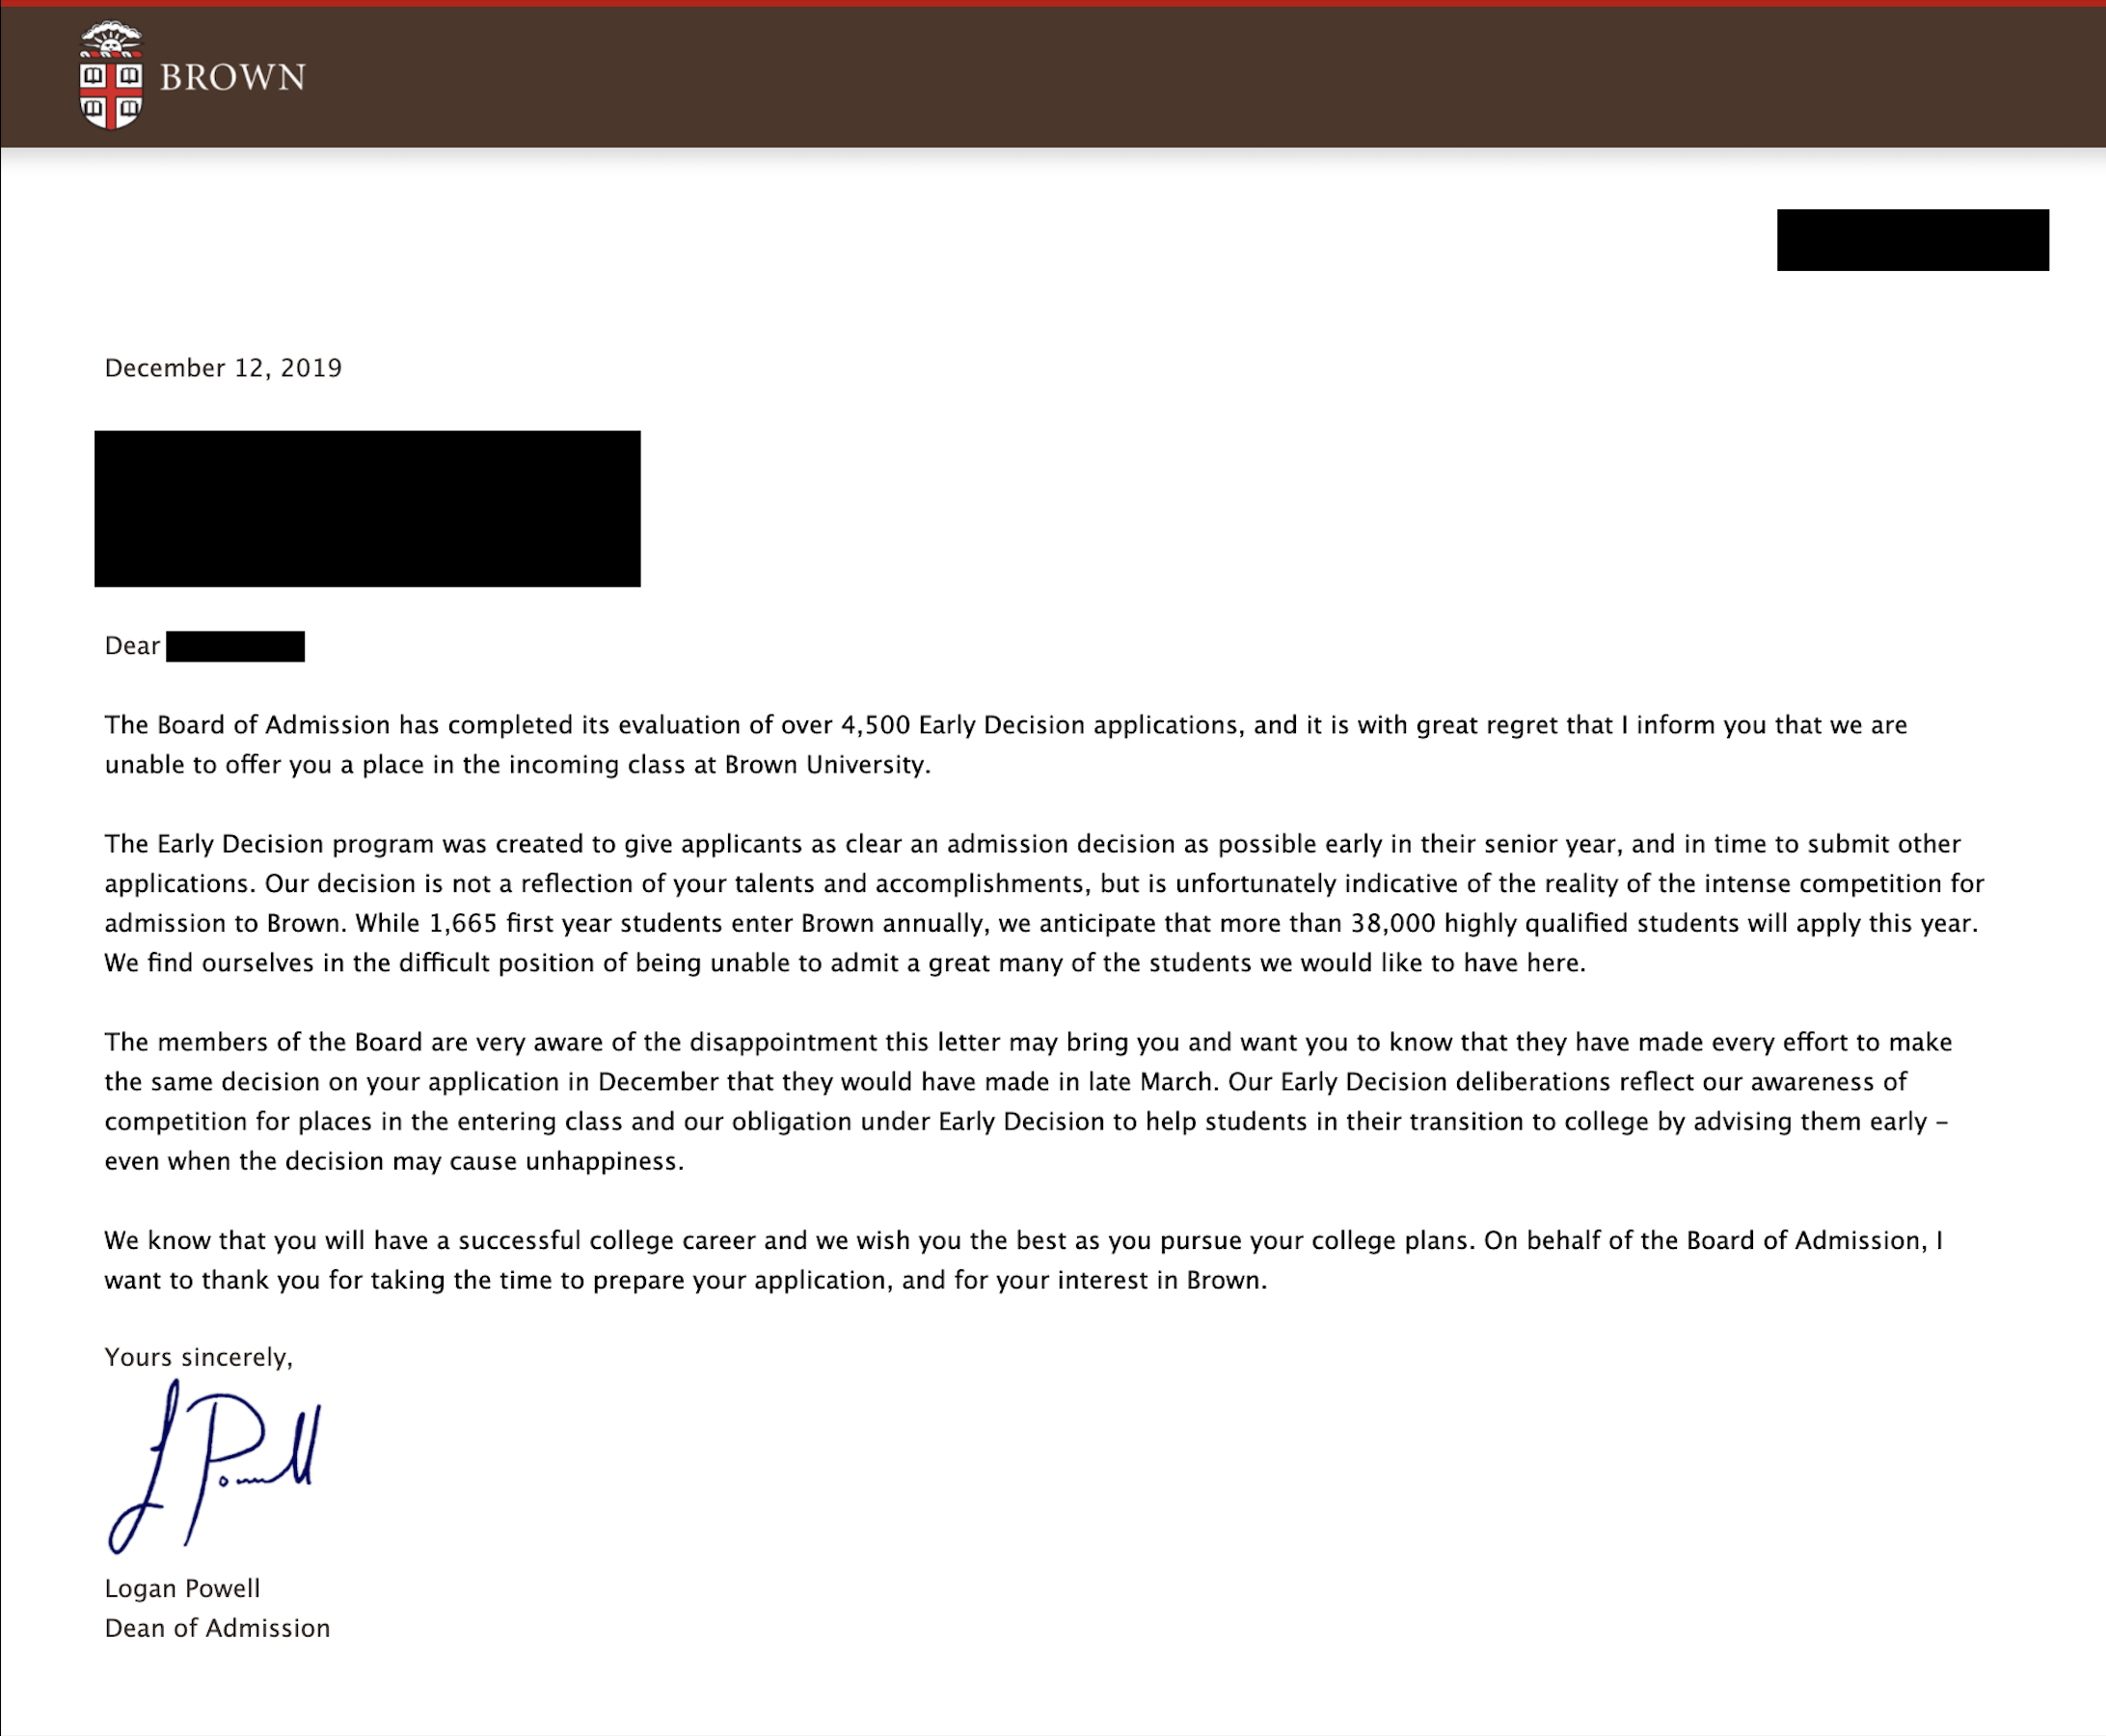 BROWN
December 12, 2019
Dear
The Board of Admission has completed its evaluation of over 4,500 Early Decision applications, and it is with great regret that I inform you that we are
unable to offer you a place in the incoming class at Brown University.
The Early Decision program was created to give applicants as clear an admission decision as possible early in their senior year, and in time to submit other
applications. Our decision is not a reflection of your talents and accomplishments, but is unfortunately indicative of the reality of the intense competition for
admission to Brown. While 1,665 first year students enter Brown annually, we anticipate that more than 38,000 highly qualified students will apply this year.
We find ourselves in the difficult position of being unable to admit a great many of the students we would like to have here.
The members of the Board are very aware of the disappointment this letter may bring you and want you to know that they have made every effort to make
the same decision on your application in December that they would have made in late March. Our Early Decision deliberations reflect our awareness of
competition for places in the entering class and our obligation under Early Decision to help students in their transition to college by advising them early –
even when the decision may cause unhappiness.
We know that you will have a successful college career and we wish you the best as you pursue your college plans. On behalf of the Board of Admission, I
want to thank you for taking the time to prepare your application, and for your interest in Brown.
Yours sincerely,
L Powell
Logan Powell
Dean of Admission